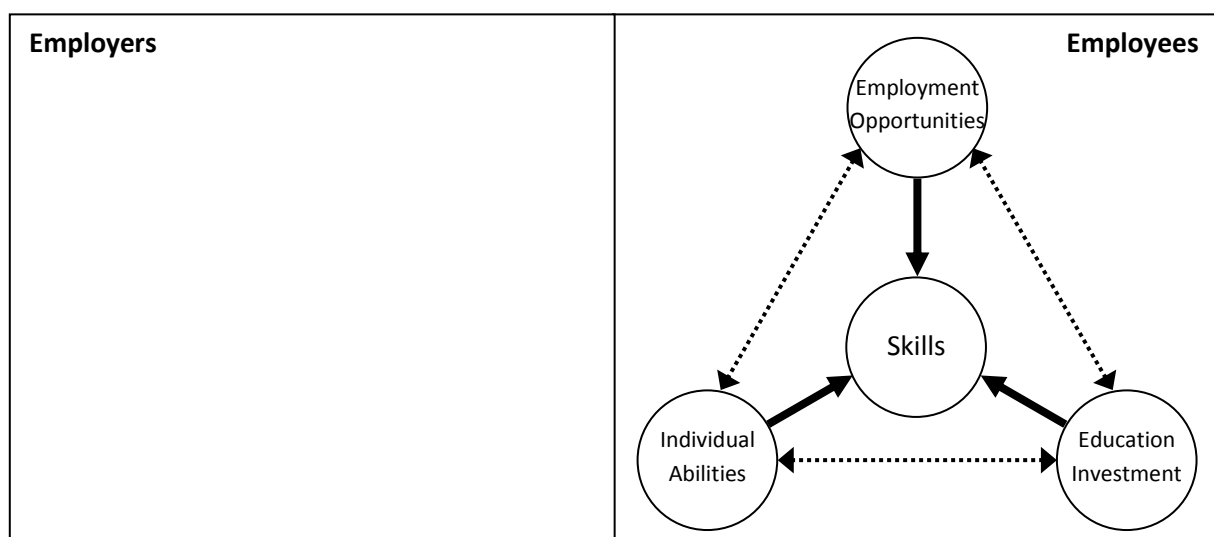 Employers
Employees
Employment
Opportunities
Skills
Individual
Abilities
Education
Investment